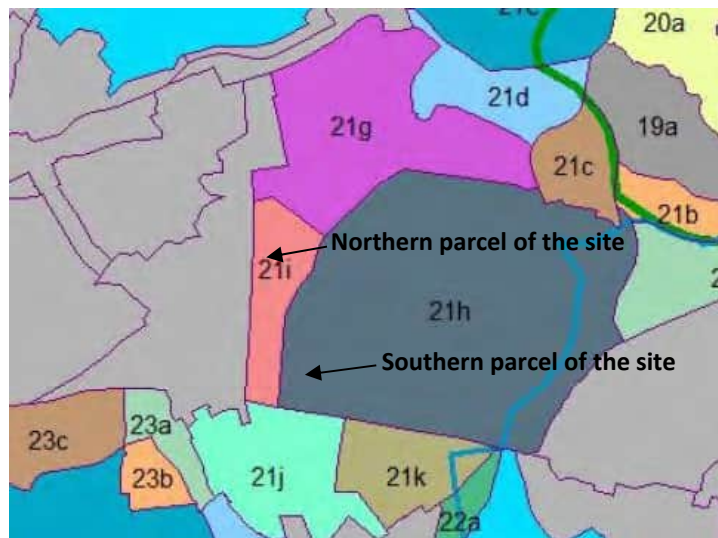 20a
21d
21g
19a
21c
21b
Northern parcel of the site
21i
21h
Southern parcel of the site
23a
23c
23b
21j
21k
22a